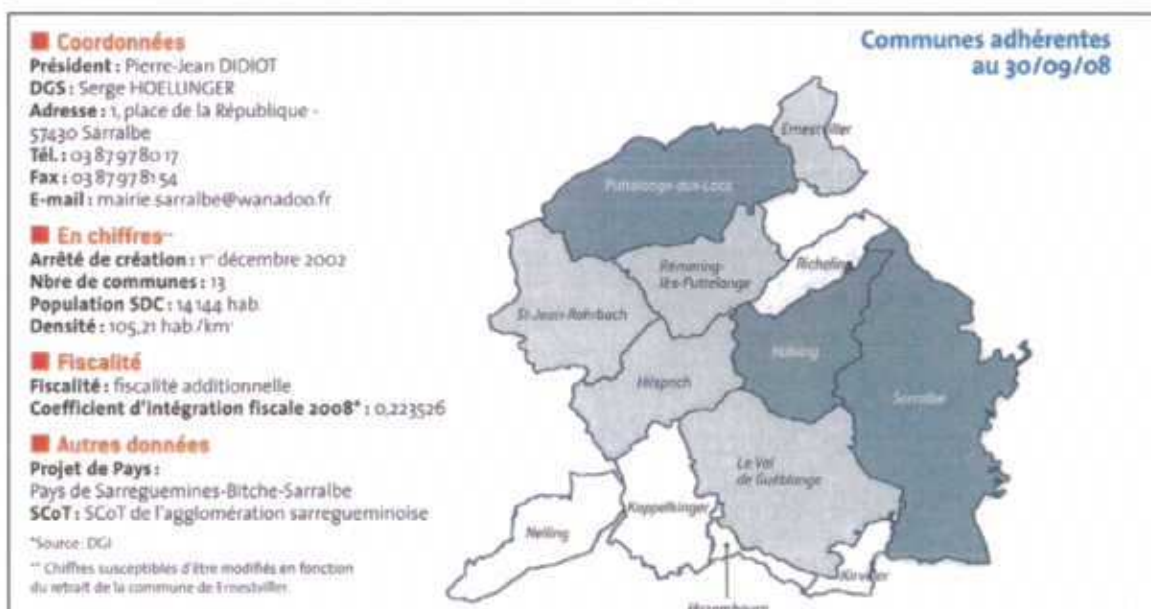 Coordonnées
Président : Pierre-Jean DIDIOT
DGS : Serge HOELLINGER
Adresse : 1, place de la République -
57430 Sarralbe
Tél. : 03 87 97 80 17
Fax : 03 87 97 81 54
E-mail : mairie.sarralbe@wanadoo.fr
En chiffres**
Arrêté de création : 1er décembre 2002
Nbre de communes : 13
Population SDC : 14 144 hab.
Densité : 105,21 hab./km²
Fiscalité
Fiscalité : fiscalité additionnelle
Coefficient d'intégration fiscale 2008* : 0,223526
Autres données
Projet de Pays :
Pays de Sarreguemines-Bitche-Sarralbe
SCoT : SCoT de l'agglomération sarregueminoise
*Source : DGI
** Chiffres susceptibles d'être modifiés en fonction
du retrait de la commune de Ernestviller.
Communes adhérentes
au 30/09/08
Ernestviller
Puttelange-aux-Lacs
Richeling
Rémering-
lès-Puttelange
St-Jean-Rohrbach
Holving
Hilsprich
Sarralbe
Le Val
de Guéblange
Kappelkinger
Nelling
Kirviller